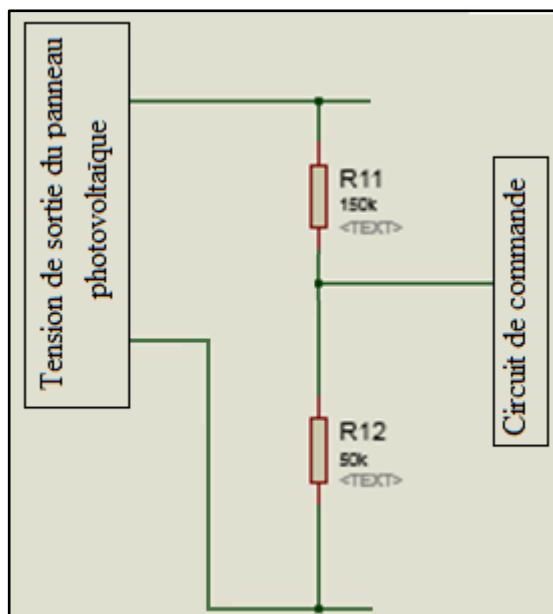 Tension de sortie du panneau
photovoltaïque
R11
150k
<TEXT>
Circuit de commande
R12
50k
<TEXT>